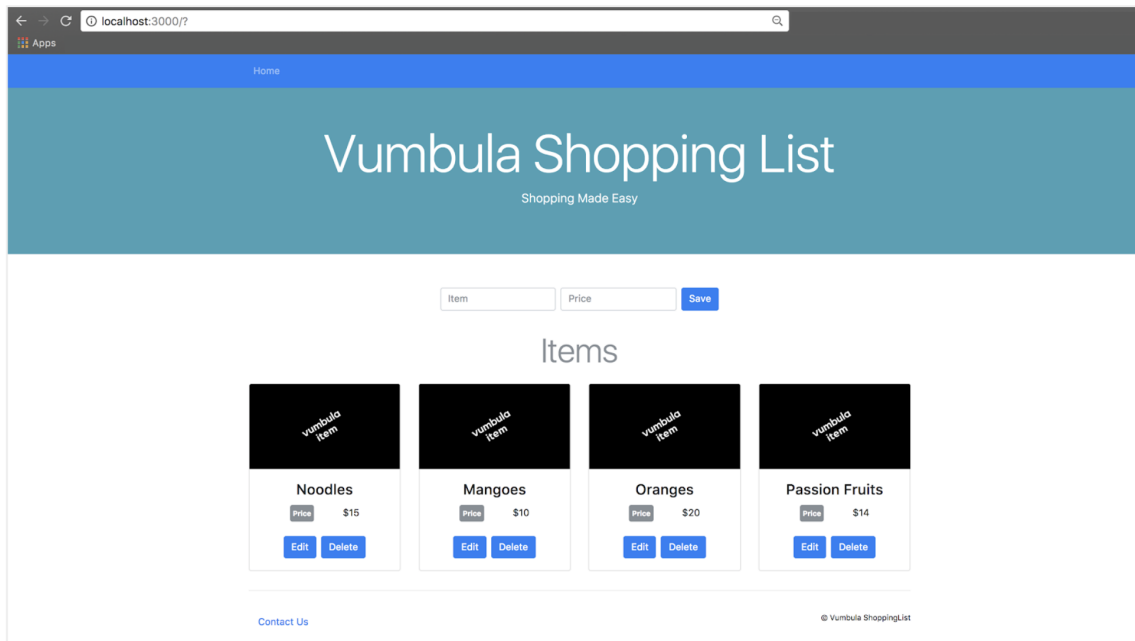 localhost:3000/?
Apps
Home
Vumbula Shopping List
Shopping Made Easy
Item Price Save
Items
vumbula item vumbula item vumbula item vumbula item
Noodles Mangoes Oranges Passion Fruits
Price $15 Price $10 Price $20 Price $14
Edit Delete Edit Delete Edit Delete Edit Delete
Contact Us © Vumbula ShoppingList